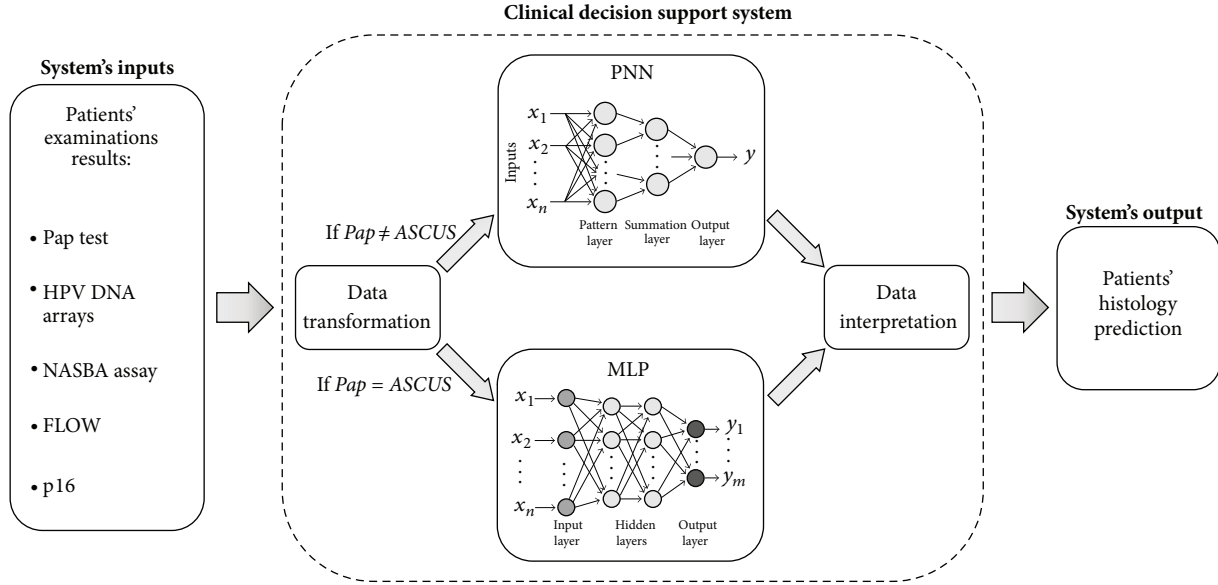 Clinical decision support system
System's inputs
Patients'
examinations
results:
• Pap test
• HPV DNA
arrays
• NASBA assay
• FLOW
• p16
Data
transformation
If Pap ≠ ASCUS
If Pap = ASCUS
PNN
Inputs
x1
x2
xn
y
Pattern
layer
Summation
layer
Output
layer
MLP
x1
x2
xn
y1
ym
Input
layer
Hidden
layers
Output
layer
Data
interpretation
System's output
Patients'
histology
prediction